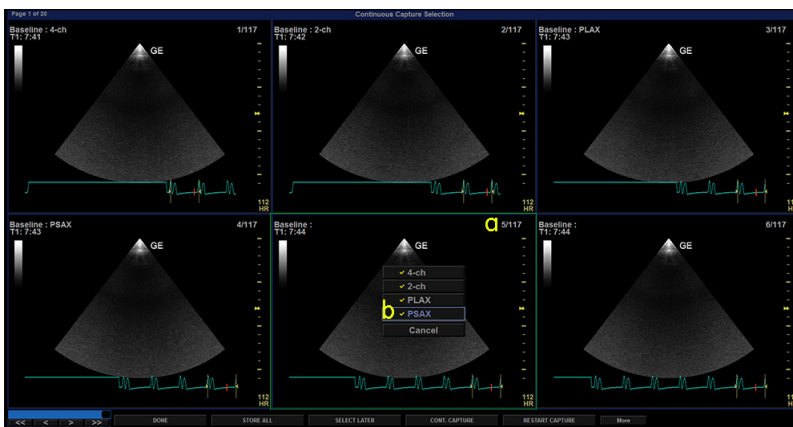 Page 1 of 20
Continuous Capture Selection
Baseline : 4-ch 1/117
T1: 7:41
GE
112
HR
Baseline : 2-ch 2/117
T1: 7:42
GE
112
HR
Baseline : PLAX 3/117
T1: 7:43
GE
112
HR
Baseline : PSAX 4/117
T1: 7:43
GE
112
HR
Baseline : a 5/117
T1: 7:44
GE
4-ch
2-ch
PLAX
b PSAX
Cancel
112
HR
Baseline : 6/117
T1: 7:44
GE
112
HR
<< < > >> DONE STORE ALL SELECT LATER CONT. CAPTURE RESTART CAPTURE More